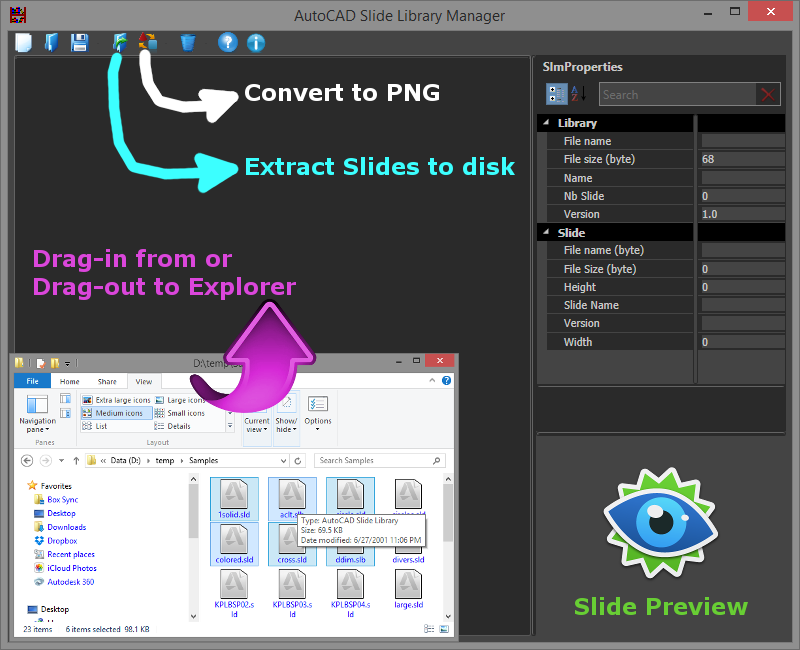 AutoCAD Slide Library Manager
Convert to PNG
Extract Slides to disk
Drag-in from or
Drag-out to Explorer
SlmProperties
Search
Library
File name
File size (byte) 68
Name
Nb Slide 0
Version 1.0
Slide
File name (byte)
File Size (byte) 0
Height 0
Slide Name
Version
Width 0
D:\temp
File Home Share View
Navigation pane
Extra large icons Large icons
Medium icons Small icons
List Details
Current view
Show/ hide
Options
Panes Layout
Data (D:) temp Samples
Search Samples
Favorites
Box Sync
Desktop
Downloads
Dropbox
Recent places
iCloud Photos
Autodesk 360
Desktop
1solid.sld aclt.slb
Type: AutoCAD Slide Library
Size: 69.5 KB
Date modified: 6/27/2001 11:06 PM
colored.sld cross.sld ddim.slb divers.sld
KPLBSP02.s
ld
KPLBSP03.s
ld
KPLBSP04.s
ld
large.sld
23 items 6 items selected 98.1 KB
Slide Preview